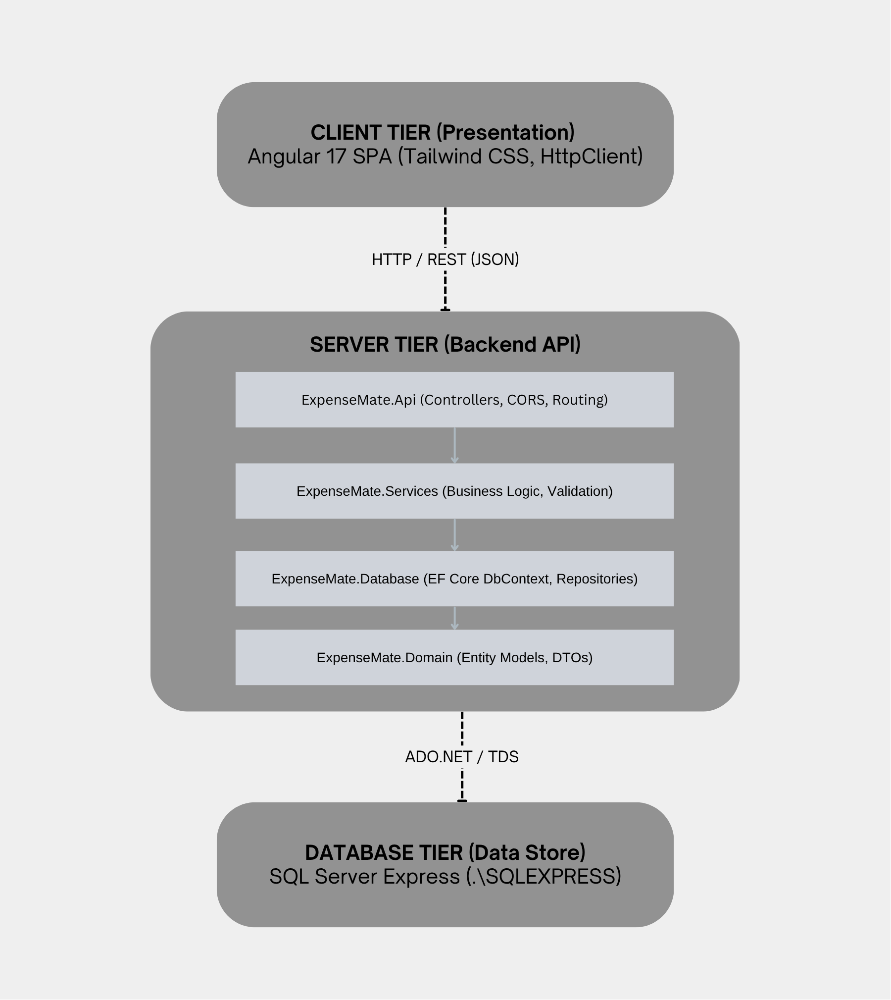 CLIENT TIER (Presentation)
Angular 17 SPA (Tailwind CSS, HttpClient)
HTTP / REST (JSON)
SERVER TIER (Backend API)
ExpenseMate.Api (Controllers, CORS, Routing)
ExpenseMate.Services (Business Logic, Validation)
ExpenseMate.Database (EF Core DbContext, Repositories)
ExpenseMate.Domain (Entity Models, DTOs)
ADO.NET / TDS
DATABASE TIER (Data Store)
SQL Server Express (.\SQLEXPRESS)